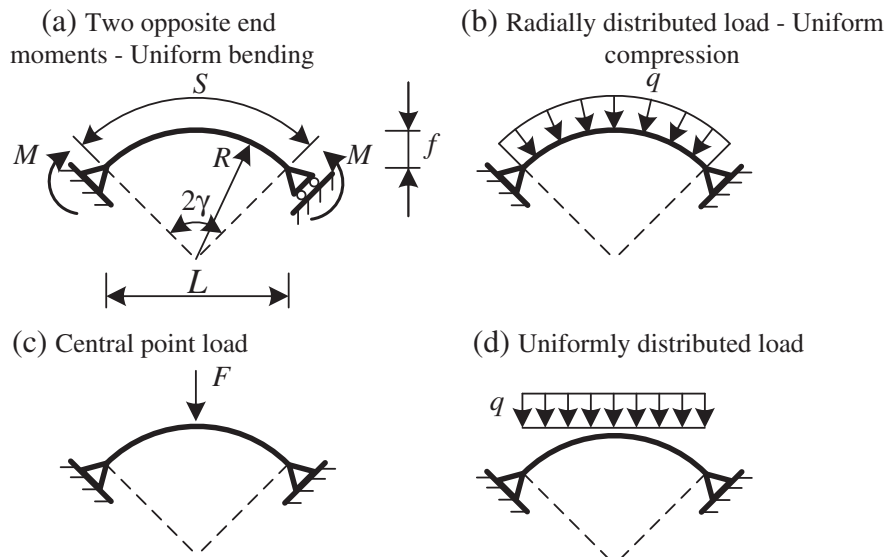 (a) Two opposite end
moments - Uniform bending
S
M
R
M
f
2γ
L
(b) Radially distributed load - Uniform
compression
q
(c) Central point load
F
(d) Uniformly distributed load
q